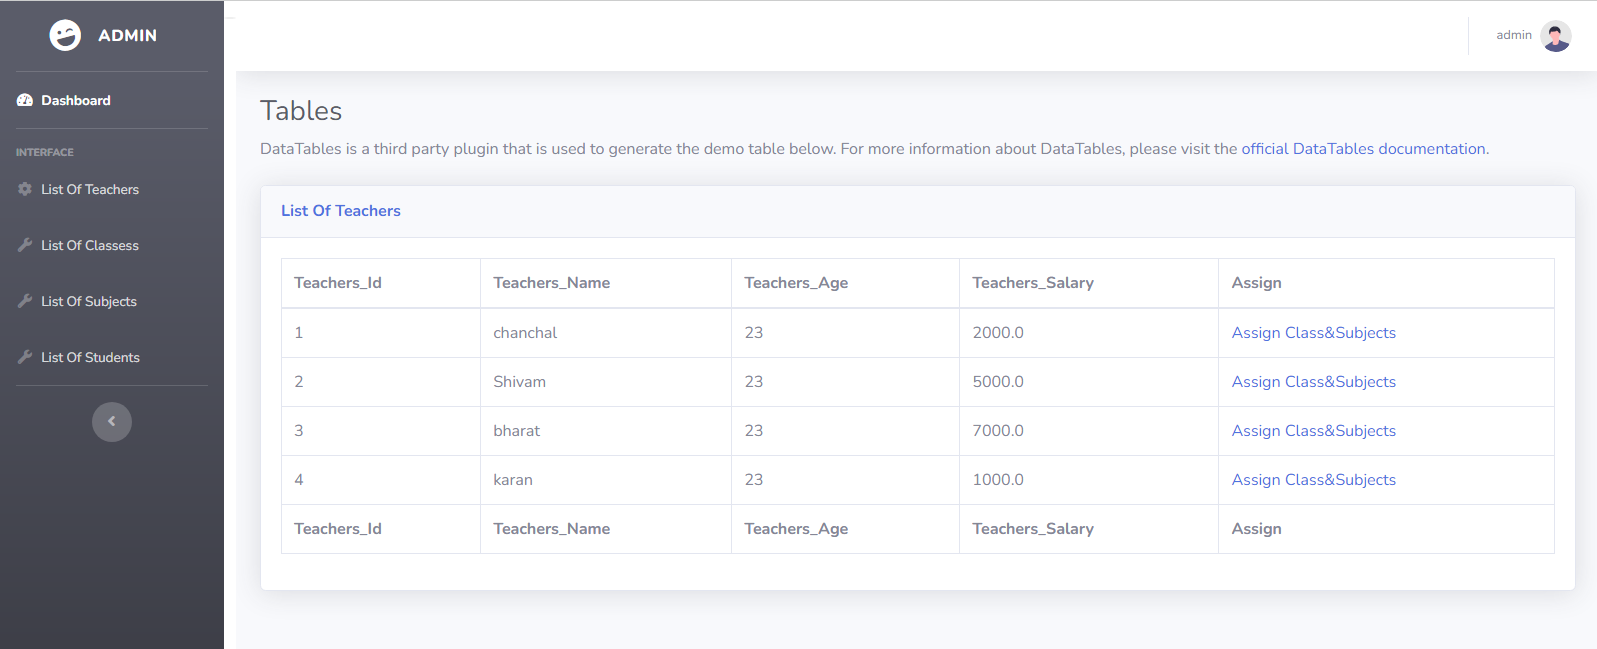 ADMIN
admin
Dashboard
INTERFACE
List Of Teachers
List Of Classess
List Of Subjects
List Of Students
Tables
DataTables is a third party plugin that is used to generate the demo table below. For more information about DataTables, please visit the official DataTables documentation.
List Of Teachers
Teachers_Id Teachers_Name Teachers_Age Teachers_Salary Assign
1 chanchal 23 2000.0 Assign Class&Subjects
2 Shivam 23 5000.0 Assign Class&Subjects
3 bharat 23 7000.0 Assign Class&Subjects
4 karan 23 1000.0 Assign Class&Subjects
Teachers_Id Teachers_Name Teachers_Age Teachers_Salary Assign